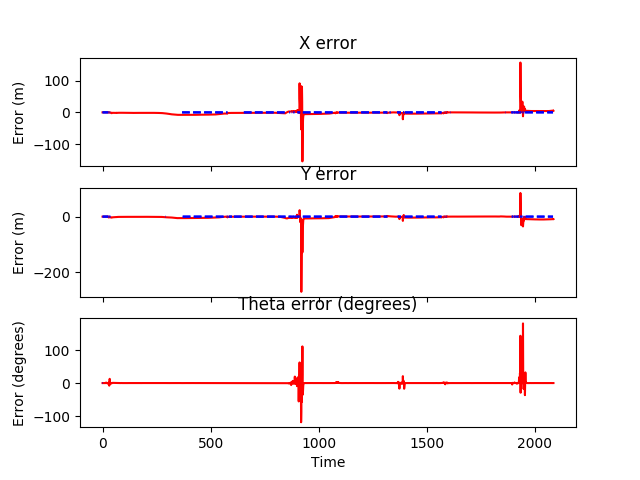 X error
Error (m)
100
0
−100
Y error
Error (m)
0
−200
Theta error (degrees)
Error (degrees)
100
0
−100
0
500
1000
1500
2000
Time